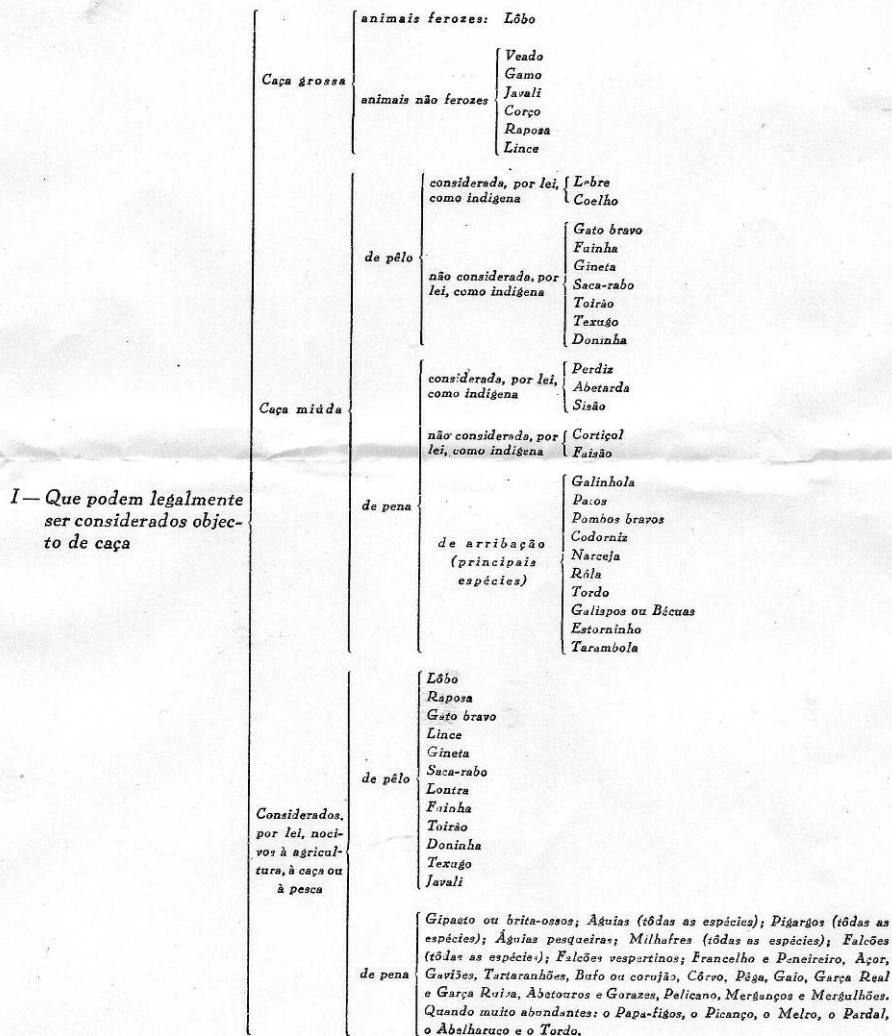 I — Que podem legalmente
ser considerados objec-
to de caça
Caça grossa
animais ferozes: Lôbo
animais não ferozes
Veado
Gamo
Javali
Corço
Raposa
Lince
Caça miúda
de pêlo
considerada, por lei,
como indígena
Lebre
Coelho
não considerada, por
lei, como indígena
Gato bravo
Fuinha
Gineta
Saca-rabo
Toirão
Texugo
Doninha
de pena
considerada, por lei,
como indígena
Perdiz
Abetarda
Sisão
não considerada, por
lei, como indígena
Cortiçol
Faisão
de arribação
(principais
espécies)
Galinhola
Patos
Pombos bravos
Codorniz
Narceja
Rôla
Tordo
Galispos ou Bécuas
Estorninho
Tarambola
Considerados,
por lei, noci-
vos à agricul-
tura, à caça ou
à pesca
de pêlo
Lôbo
Raposa
Gato bravo
Lince
Gineta
Saca-rabo
Lontra
Fuinha
Toirão
Doninha
Texugo
Javali
de pena
Gipaeto ou brita-ossos; Aguias (tôdas as espécies); Pigargos (tôdas as
espécies); Águias pesqueiras; Milhafres (tôdas as espécies); Falcões
(tôdas as espécies); Falcões vespertinos; Francelho e Peneireiro, Açor,
Gaviões, Tartaranhões, Bufo ou corujão, Côrvo, Pêga, Gaio, Garça Real
e Garça Ruiva, Abetouros e Gorazes, Pelicano, Merganços e Mergulhões.
Quando muito abundantes: o Papa-figos, o Picanço, o Melro, o Pardal,
o Abelharuco e o Tordo.